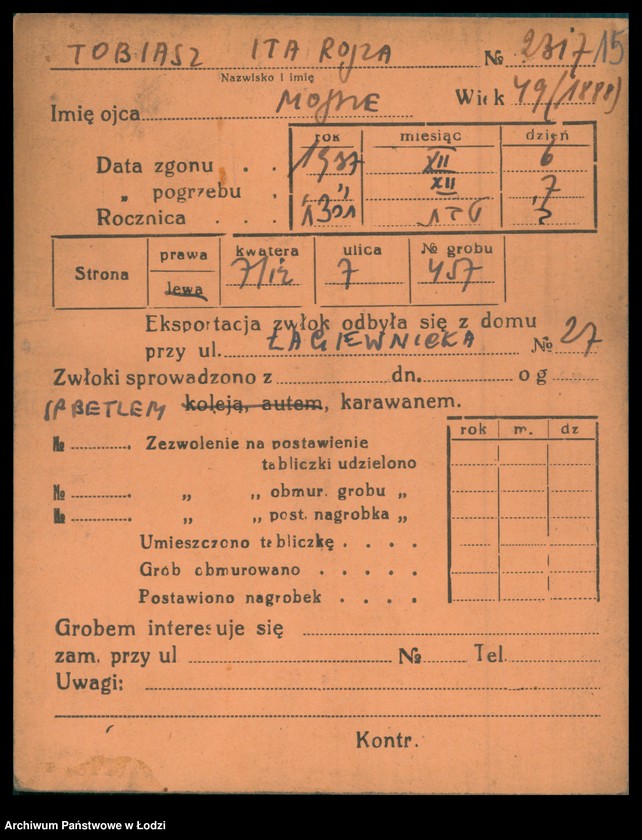 TOBIASZ ITA ROJZA № 2317 15
Nazwisko i imię
Imię ojca MOJSZE Wiek 49 (1888)
rok miesiąc dzień
Data zgonu . . 1937 XII 6
„ pogrzebu . „ XII 7
Rocznica . . .
Strona prawa lewa kwatera ulica № grobu
7 457
Eksportacja zwłok odbyła się z domu
przy ul. ŁAGIEWNICKA № 27
Zwłoki sprowadzono z dn. o g
koleją, autem, karawanem.
rok m. dz
№ Zezwolenie na postawienie
tabliczki udzielono
№ „ „ obmur. grobu „
№ „ „ post. nagrobka „
Umieszczono tabliczkę . . . .
Grób obmurowano . . . . .
Postawiono nagrobek . . . .
Grobem interesuje się
zam. przy ul № Tel.
Uwagi:
Kontr.
Archiwum Państwowe w Łodzi